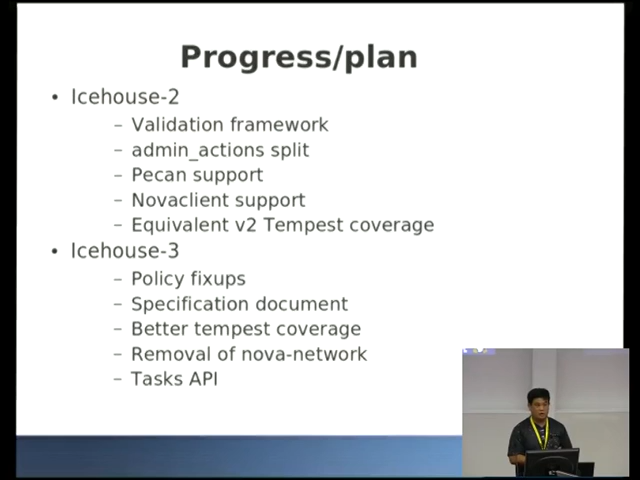 Progress/plan
• Icehouse-2
– Validation framework
– admin_actions split
– Pecan support
– Novaclient support
– Equivalent v2 Tempest coverage
• Icehouse-3
– Policy fixups
– Specification document
– Better tempest coverage
– Removal of nova-network
– Tasks API